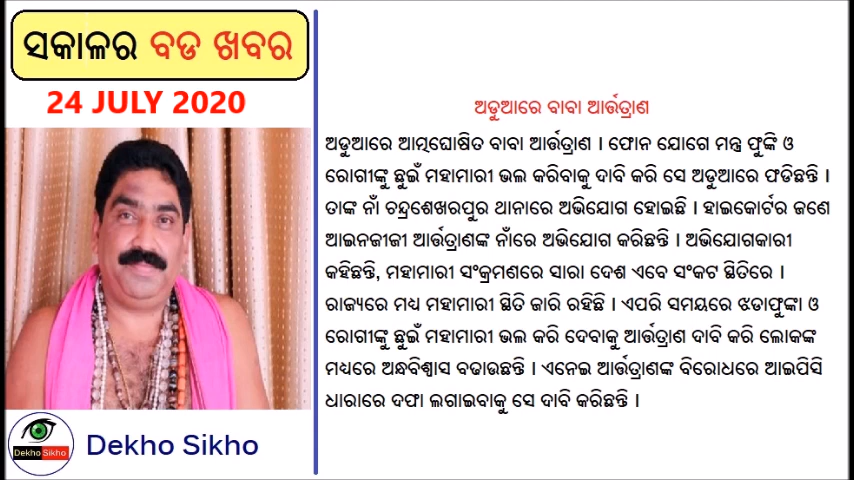 ସକାଳର ବଡ ଖବର
24 JULY 2020
ଅଡୁଆରେ ବାବା ଆର୍ତ୍ତତ୍ରାଣ
ଅଡୁଆରେ ଆତ୍ମଘୋଷିତ ବାବା ଆର୍ତ୍ତତ୍ରାଣ । ଫୋନ ଯୋଗେ ମନ୍ତ୍ର ଫୁଙ୍କି ଓ
ରୋଗୀଙ୍କୁ ଛୁଇଁ ମହାମାରୀ ଭଲ କରିବାକୁ ଦାବି କରି ସେ ଅଡୁଆରେ ଫଡିଛନ୍ତି ।
ତାଙ୍କ ନାଁ ଚନ୍ଦ୍ରଶେଖରପୁର ଥାନାରେ ଅଭିଯୋଗ ହୋଇଛି । ହାଇକୋର୍ଟର ଜଣେ
ଆଇନଜୀଜୀ ଆର୍ତ୍ତତ୍ରାଣଙ୍କ ନାଁରେ ଅଭିଯୋଗ କରିଛନ୍ତି । ଅଭିଯୋଗକାରୀ
କହିଛନ୍ତି, ମହାମାରୀ ସଂକ୍ରମଣରେ ସାରା ଦେଶ ଏବେ ସଂକଟ ସ୍ଥିତିରେ ।
ରାଜ୍ୟରେ ମଧ୍ୟ ମହାମାରୀ ସ୍ଥିତି ଜାରି ରହିଛି । ଏପରି ସମୟରେ ଝଡାଫୁଙ୍କା ଓ
ରୋଗୀଙ୍କୁ ଛୁଇଁ ମହାମାରୀ ଭଲ କରି ଦେବାକୁ ଆର୍ତ୍ତତ୍ରାଣ ଦାବି କରି ଲୋକଙ୍କ
ମଧ୍ୟରେ ଅନ୍ଧବିଶ୍ୱାସ ବଢାଉଛନ୍ତି । ଏନେଇ ଆର୍ତ୍ତତ୍ରାଣଙ୍କ ବିରୋଧରେ ଆଇପିସି
ଧାରାରେ ଦଫା ଲଗାଇବାକୁ ସେ ଦାବି କରିଛନ୍ତି ।
Dekho Sikho
Dekho Sikho